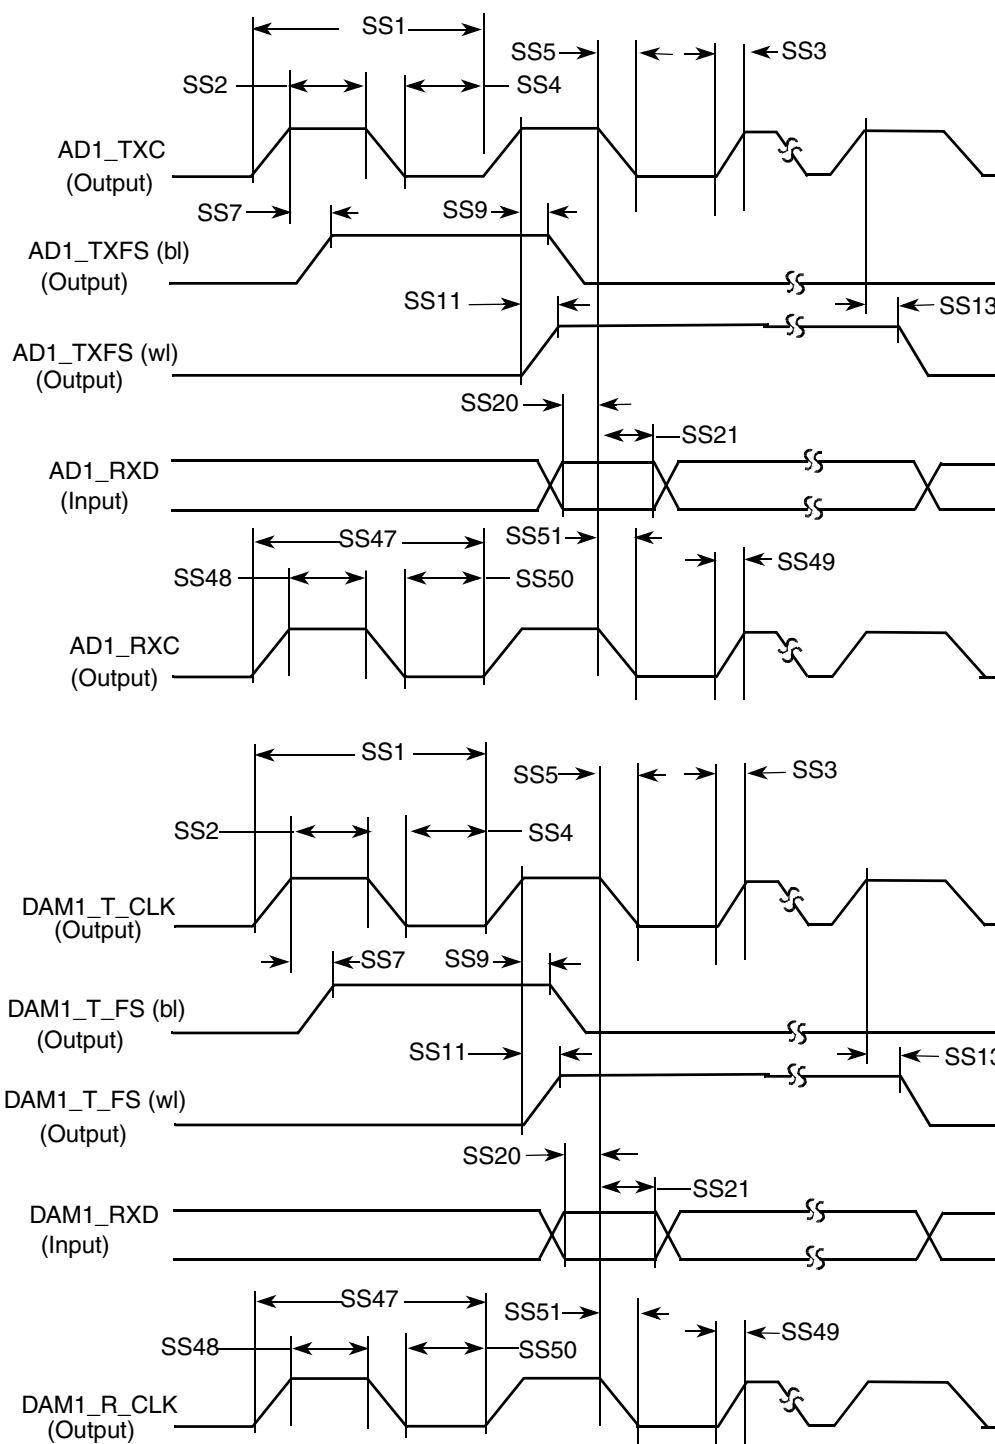 SS1
SS5
SS3
SS2
SS4
AD1_TXC
(Output)
SS7
SS9
AD1_TXFS (bl)
(Output)
SS11
SS13
AD1_TXFS (wl)
(Output)
SS20
SS21
AD1_RXD
(Input)
SS47
SS51
SS49
SS48
SS50
AD1_RXC
(Output)
SS1
SS5
SS3
SS2
SS4
DAM1_T_CLK
(Output)
SS7
SS9
DAM1_T_FS (bl)
(Output)
SS11
SS13
DAM1_T_FS (wl)
(Output)
SS20
SS21
DAM1_RXD
(Input)
SS47
SS51
SS49
SS48
SS50
DAM1_R_CLK
(Output)